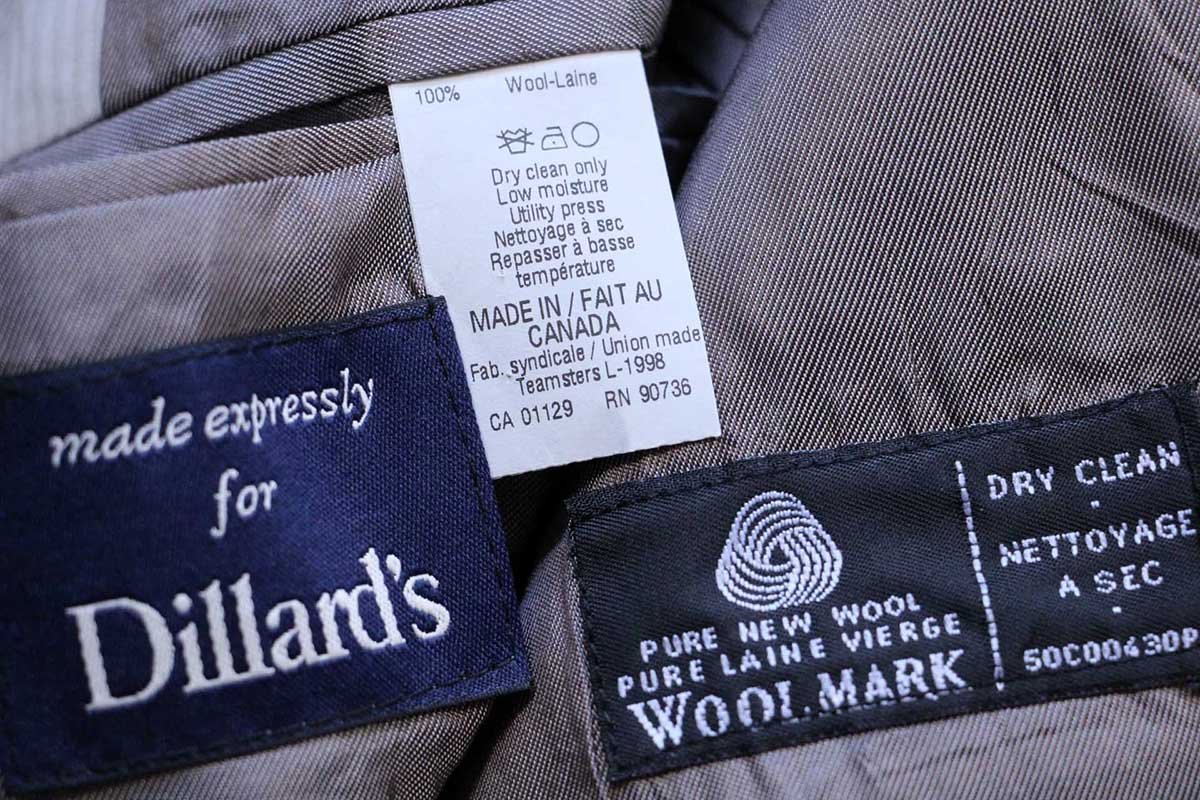 100% Wool-Laine
Dry clean only
Low moisture
Utility press
Nettoyage à sec
Repasser à basse
température
MADE IN / FAIT AU
CANADA
Fab. syndicale / Union made
Teamsters L-1998
CA 01129 RN 90736
made expressly
for
Dillard's
PURE NEW WOOL
PURE LAINE VIERGE
WOOLMARK
DRY CLEAN
NETTOYAGE
A SEC